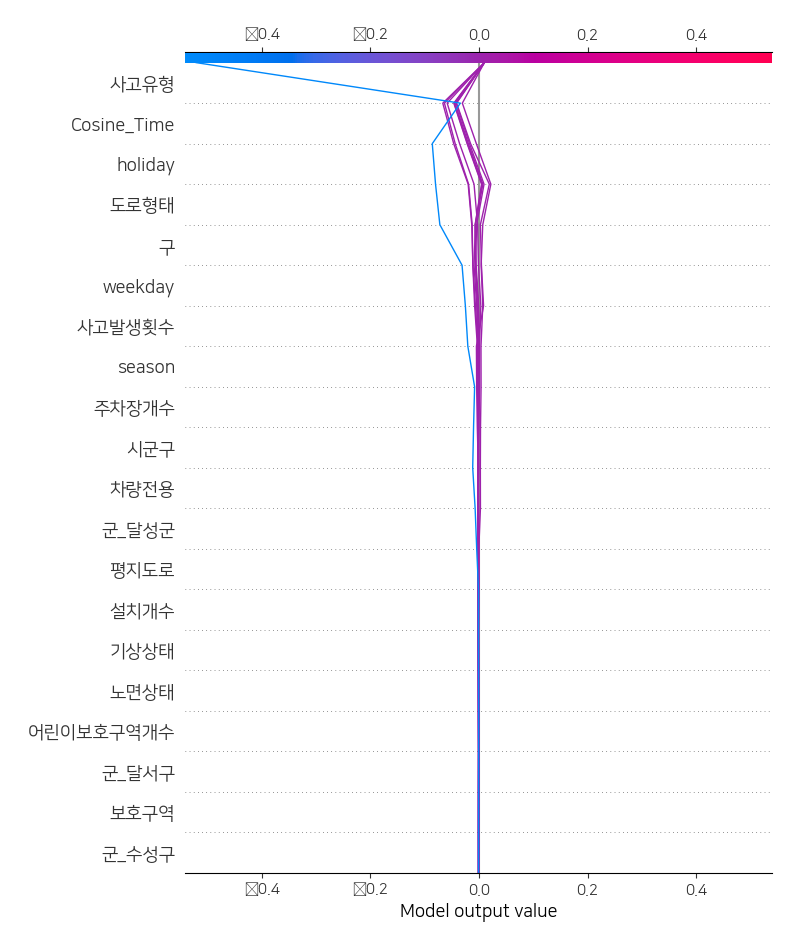 ☒0.4 ☒0.2 0.0 0.2 0.4
사고유형
Cosine_Time
holiday
도로형태
구
weekday
사고발생횟수
season
주차장개수
시군구
차량전용
군_달성군
평지도로
설치개수
기상상태
노면상태
어린이보호구역개수
군_달서구
보호구역
군_수성구
☒0.4 ☒0.2 0.0 0.2 0.4
Model output value